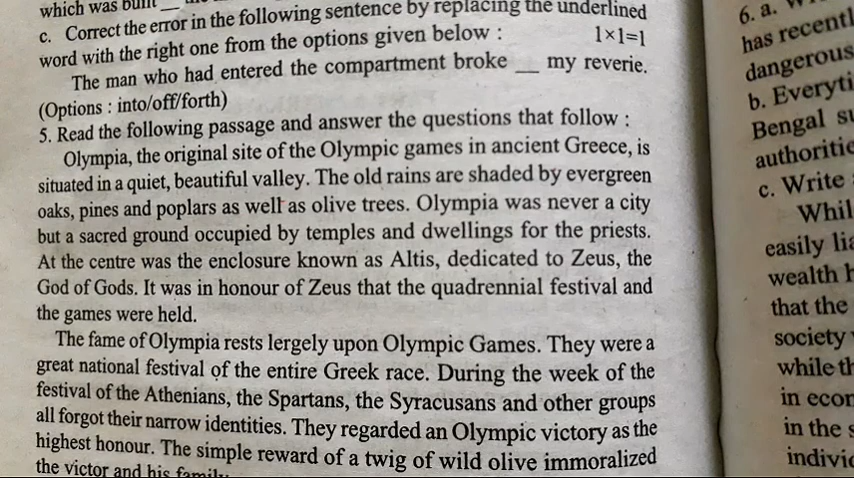 which was built __ the
c. Correct the error in the following sentence by replacing the underlined
word with the right one from the options given below : 1×1=1
The man who had entered the compartment broke __ my reverie.
(Options : into/off/forth)
5. Read the following passage and answer the questions that follow :
Olympia, the original site of the Olympic games in ancient Greece, is
situated in a quiet, beautiful valley. The old rains are shaded by evergreen
oaks, pines and poplars as well as olive trees. Olympia was never a city
but a sacred ground occupied by temples and dwellings for the priests.
At the centre was the enclosure known as Altis, dedicated to Zeus, the
God of Gods. It was in honour of Zeus that the quadrennial festival and
the games were held.
The fame of Olympia rests lergely upon Olympic Games. They were a
great national festival of the entire Greek race. During the week of the
festival of the Athenians, the Spartans, the Syracusans and other groups
all forgot their narrow identities. They regarded an Olympic victory as the
highest honour. The simple reward of a twig of wild olive immoralized
the victor and his family
6. a.
has recentl
dangerous
b. Everyti
Bengal su
authoritie
c. Write
Whil
easily lia
wealth h
that the
society
while th
in econ
in the s
individ